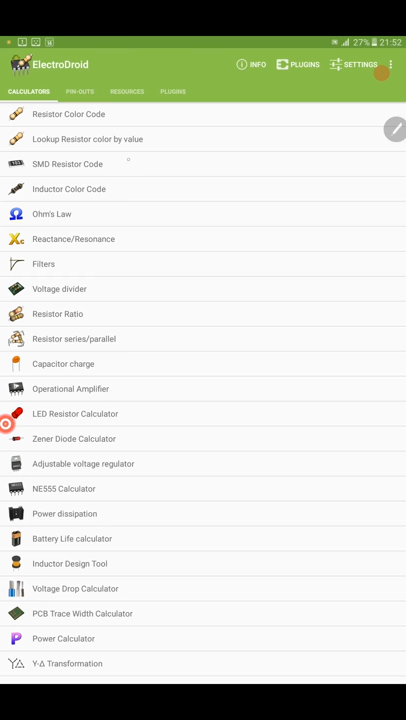 27% 21:52
ElectroDroid INFO PLUGINS SETTINGS
CALCULATORS PIN-OUTS RESOURCES PLUGINS
Resistor Color Code
Lookup Resistor color by value
SMD Resistor Code
Inductor Color Code
Ohm's Law
Reactance/Resonance
Filters
Voltage divider
Resistor Ratio
Resistor series/parallel
Capacitor charge
Operational Amplifier
LED Resistor Calculator
Zener Diode Calculator
Adjustable voltage regulator
NE555 Calculator
Power dissipation
Battery Life calculator
Inductor Design Tool
Voltage Drop Calculator
PCB Trace Width Calculator
Power Calculator
Y-Δ Transformation